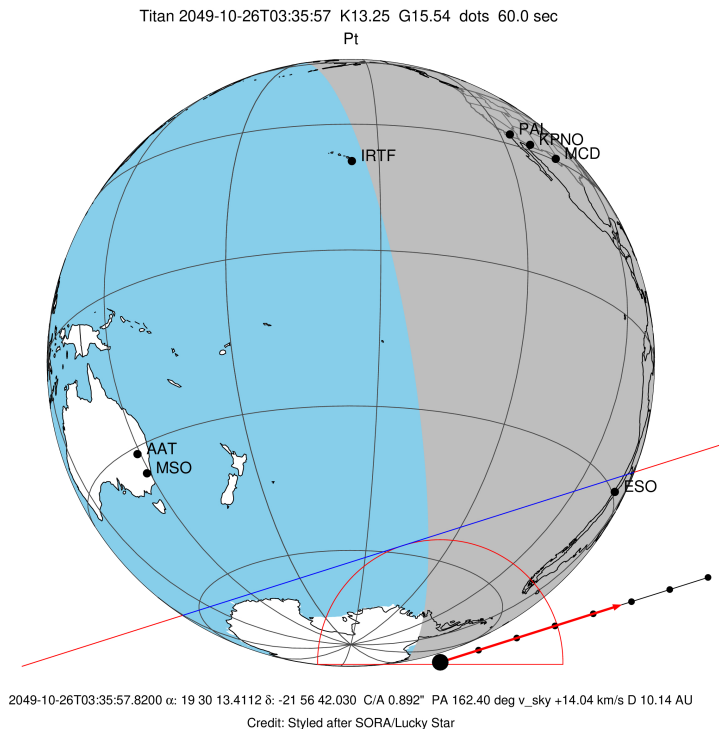 Titan 2049-10-26T03:35:57 K13.25 G15.54 dots 60.0 sec
Pt
PAL
KPNO
MCD
IRTF
AAT
MSO
ESO
2049-10-26T03:35:57.8200 α: 19 30 13.4112 δ: -21 56 42.030 C/A 0.892" PA 162.40 deg v_sky +14.04 km/s D 10.14 AU
Credit: Styled after SORA/Lucky Star